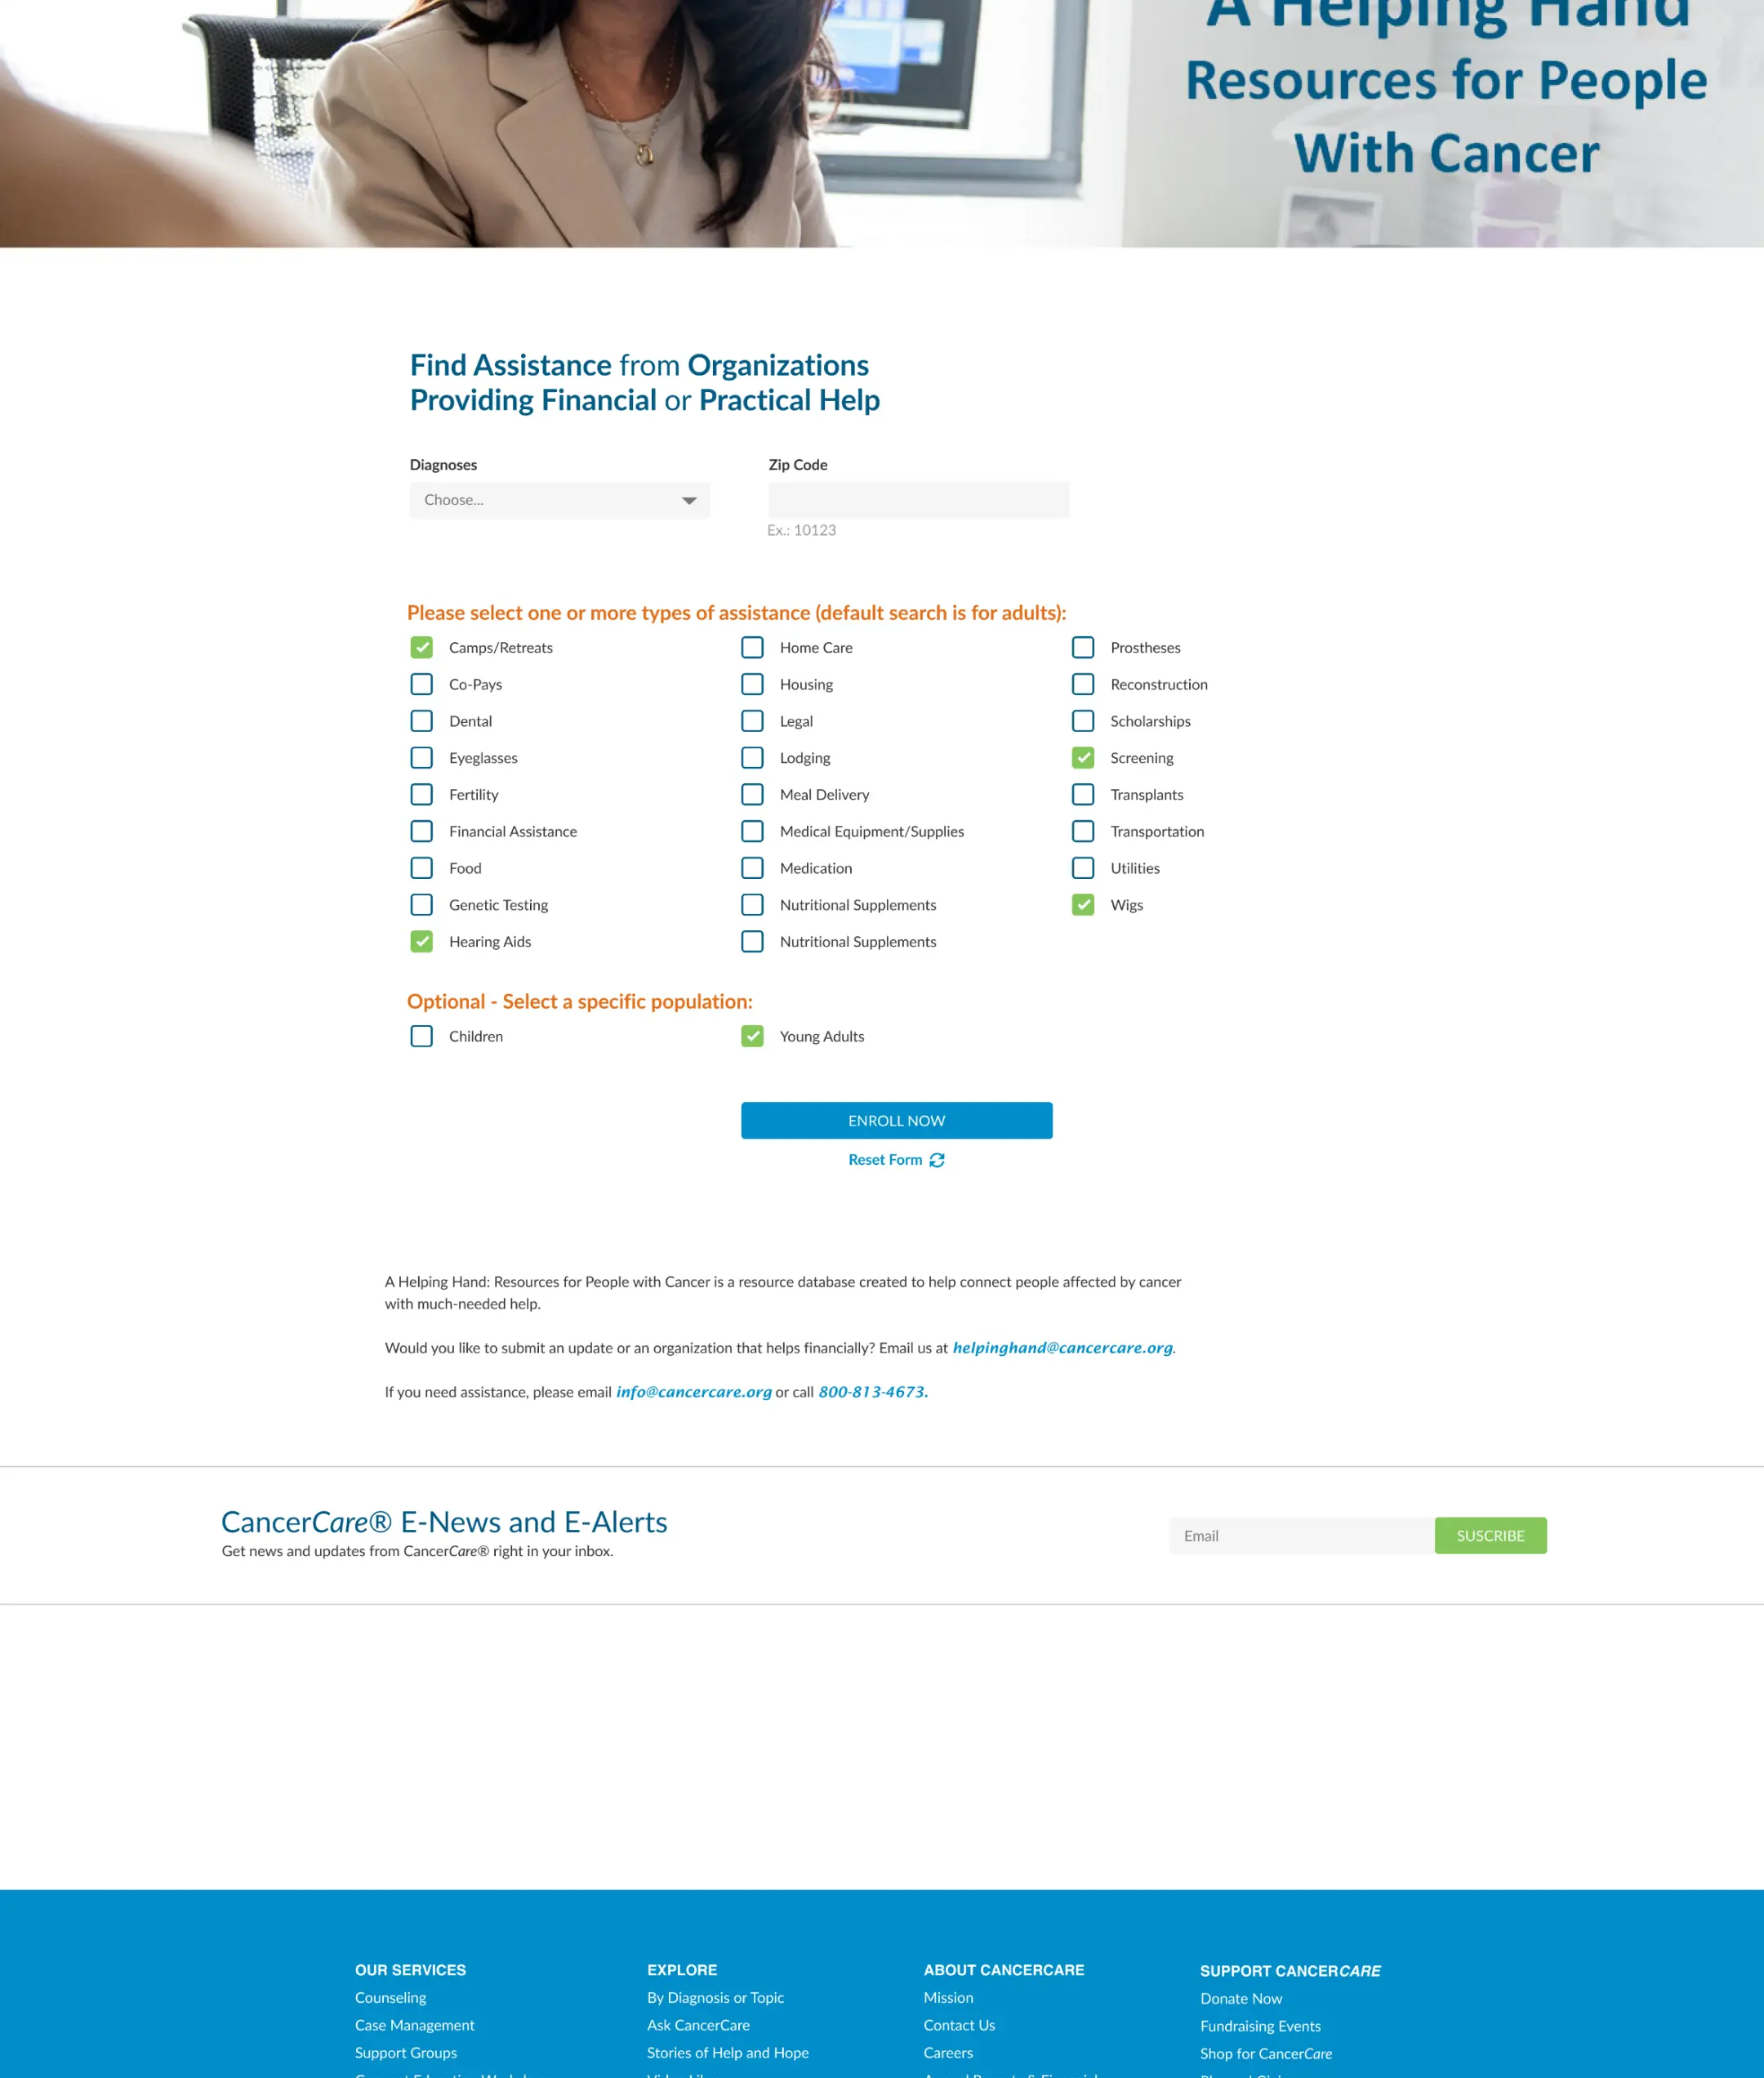 A Helping Hand
Resources for People
With Cancer
Find Assistance from Organizations
Providing Financial or Practical Help
Diagnoses
Zip Code
Choose...
Ex.: 10123
Please select one or more types of assistance (default search is for adults):
Camps/Retreats
Home Care
Prostheses
Co-Pays
Housing
Reconstruction
Dental
Legal
Scholarships
Eyeglasses
Lodging
Screening
Fertility
Meal Delivery
Transplants
Financial Assistance
Medical Equipment/Supplies
Transportation
Food
Medication
Utilities
Genetic Testing
Nutritional Supplements
Wigs
Hearing Aids
Nutritional Supplements
Optional - Select a specific population:
Children
Young Adults
ENROLL NOW
Reset Form
A Helping Hand: Resources for People with Cancer is a resource database created to help connect people affected by cancer
with much-needed help.
Would you like to submit an update or an organization that helps financially? Email us at helpinghand@cancercare.org.
If you need assistance, please email info@cancercare.org or call 800-813-4673.
CancerCare® E-News and E-Alerts
Get news and updates from CancerCare® right in your inbox.
Email
SUSCRIBE
OUR SERVICES
Counseling
Case Management
Support Groups
EXPLORE
By Diagnosis or Topic
Ask CancerCare
Stories of Help and Hope
ABOUT CANCERCARE
Mission
Contact Us
Careers
SUPPORT CANCERCARE
Donate Now
Fundraising Events
Shop for CancerCare